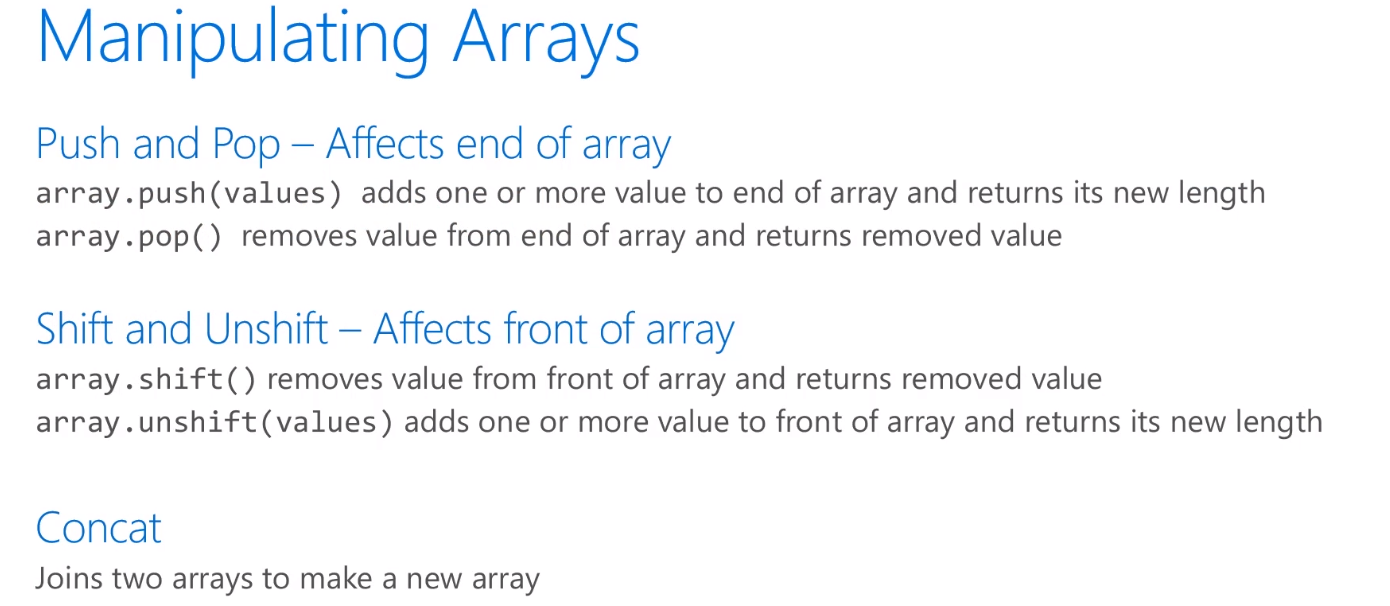 Manipulating Arrays
Push and Pop – Affects end of array
array.push(values) adds one or more value to end of array and returns its new length
array.pop() removes value from end of array and returns removed value
Shift and Unshift – Affects front of array
array.shift() removes value from front of array and returns removed value
array.unshift(values) adds one or more value to front of array and returns its new length
Concat
Joins two arrays to make a new array